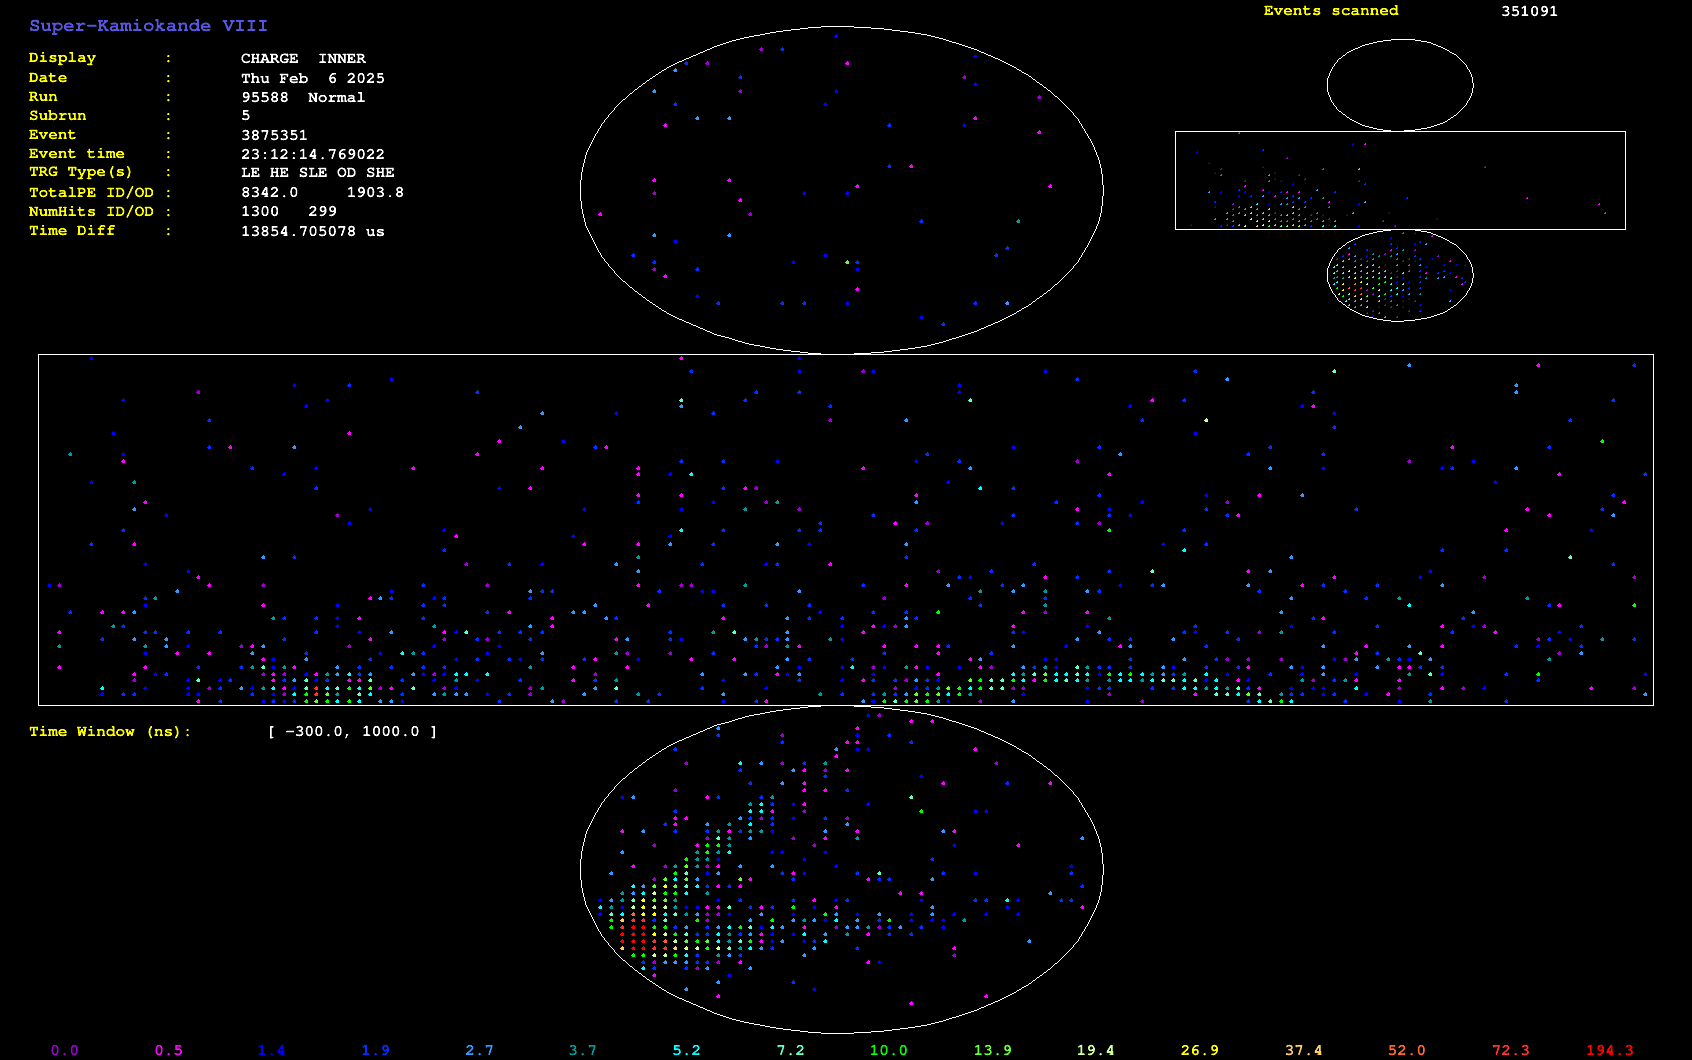 Super-Kamiokande VIII
Events scanned 351091
Display : CHARGE INNER
Date : Thu Feb 6 2025
Run : 95588 Normal
Subrun : 5
Event : 3875351
Event time : 23:12:14.769022
TRG Type(s) : LE HE SLE OD SHE
TotalPE ID/OD : 8342.0 1903.8
NumHits ID/OD : 1300 299
Time Diff : 13854.705078 us
Time Window (ns): [ -300.0, 1000.0 ]
0.0 0.5 1.4 1.9 2.7 3.7 5.2 7.2 10.0 13.9 19.4 26.9 37.4 52.0 72.3 194.3